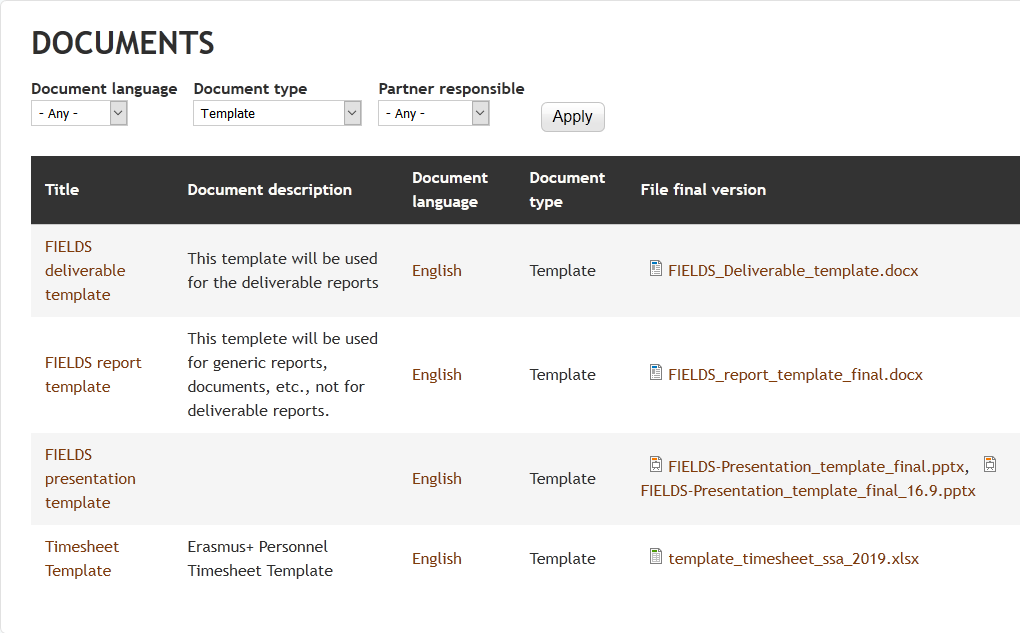 DOCUMENTS
Document language Document type Partner responsible
- Any - Template - Any - Apply
Title Document description Document language Document type File final version
FIELDS deliverable template This template will be used for the deliverable reports English Template FIELDS_Deliverable_template.docx
FIELDS report template This templete will be used for generic reports, documents, etc., not for deliverable reports. English Template FIELDS_report_template_final.docx
FIELDS presentation template English Template FIELDS-Presentation_template_final.pptx, FIELDS-Presentation_template_final_16.9.pptx
Timesheet Template Erasmus+ Personnel Timesheet Template English Template template_timesheet_ssa_2019.xlsx